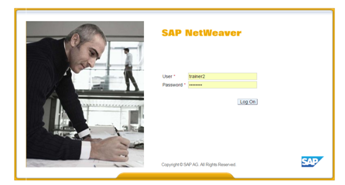 SAP NetWeaver
User *
trainer2
Password *
Log On
Copyright © SAP AG. All Rights Reserved.
SAP